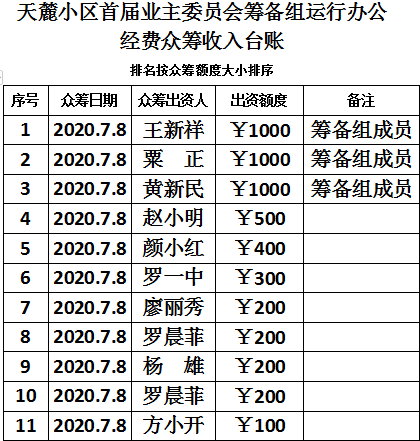 天麓小区首届业主委员会筹备组运行办公
经费众筹收入台账
排名按众筹额度大小排序
序号 众筹日期 众筹出资人 出资额度 备注
1 2020.7.8 王新祥 ￥1000 筹备组成员
2 2020.7.8 粟　正 ￥1000 筹备组成员
3 2020.7.8 黄新民 ￥1000 筹备组成员
4 2020.7.8 赵小明 ￥500
5 2020.7.8 颜小红 ￥400
6 2020.7.8 罗一中 ￥300
7 2020.7.8 廖丽秀 ￥200
8 2020.7.8 罗晨菲 ￥200
9 2020.7.8 杨　雄 ￥200
10 2020.7.8 罗晨菲 ￥200
11 2020.7.8 方小开 ￥100